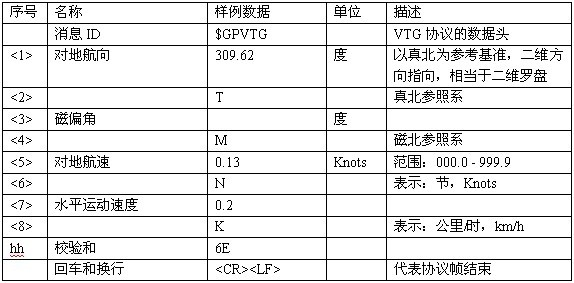 序号 名称 样例数据 单位 描述
消息 ID $GPVTG VTG 协议的数据头
<1> 对地航向 309.62 度 以真北为参考基准，二维方
向指向，相当于二维罗盘
<2> T 真北参照系
<3> 磁偏角 度
<4> M 磁北参照系
<5> 对地航速 0.13 Knots 范围：000.0 - 999.9
<6> N 表示：节，Knots
<7> 水平运动速度 0.2
<8> K 表示：公里/时，km/h
hh 校验和 6E
回车和换行 <CR><LF> 代表协议帧结束